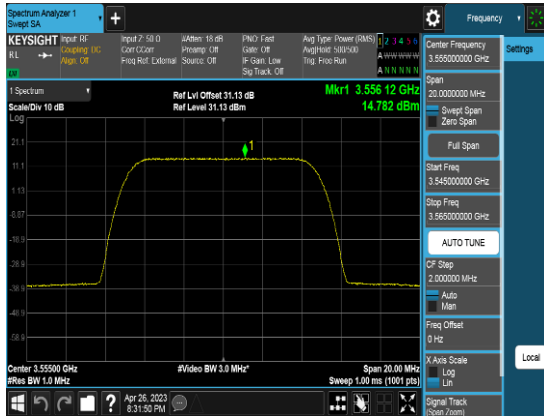 Spectrum Analyzer 1
Swept SA
Frequency
KEYSIGHT
RL
LXI
Input: RF
Coupling: DC
Align: Off
Input Z: 50 Ω
Corr CCorr
Freq Ref: External
#Atten: 18 dB
Preamp: Off
Source: Off
PNO: Fast
Gate: Off
IF Gain: Low
Sig Track: Off
Avg Type: Power (RMS)
Avg|Hold: 500/500
Trig: Free Run
1 2 3 4 5 6
A W W W W W
A N N N N N
Center Frequency
3.555000000 GHz
Settings
Span
20.0000000 MHz
Swept Span
Zero Span
Full Span
Start Freq
3.545000000 GHz
Stop Freq
3.565000000 GHz
AUTO TUNE
CF Step
2.000000 MHz
Auto
Man
Freq Offset
0 Hz
X Axis Scale
Log
Lin
Local
Signal Track
(Span Zoom)
1 Spectrum
Scale/Div 10 dB
Ref Lvl Offset 31.13 dB
Ref Level 31.13 dBm
Mkr1 3.556 12 GHz
14.782 dBm
Log
21.1
11.1
1.13
-8.87
-18.9
-28.9
-38.9
-48.9
-58.9
1
Center 3.55500 GHz
#Res BW 1.0 MHz
#Video BW 3.0 MHz*
Span 20.00 MHz
Sweep 1.00 ms (1001 pts)
Apr 26, 2023
8:31:50 PM